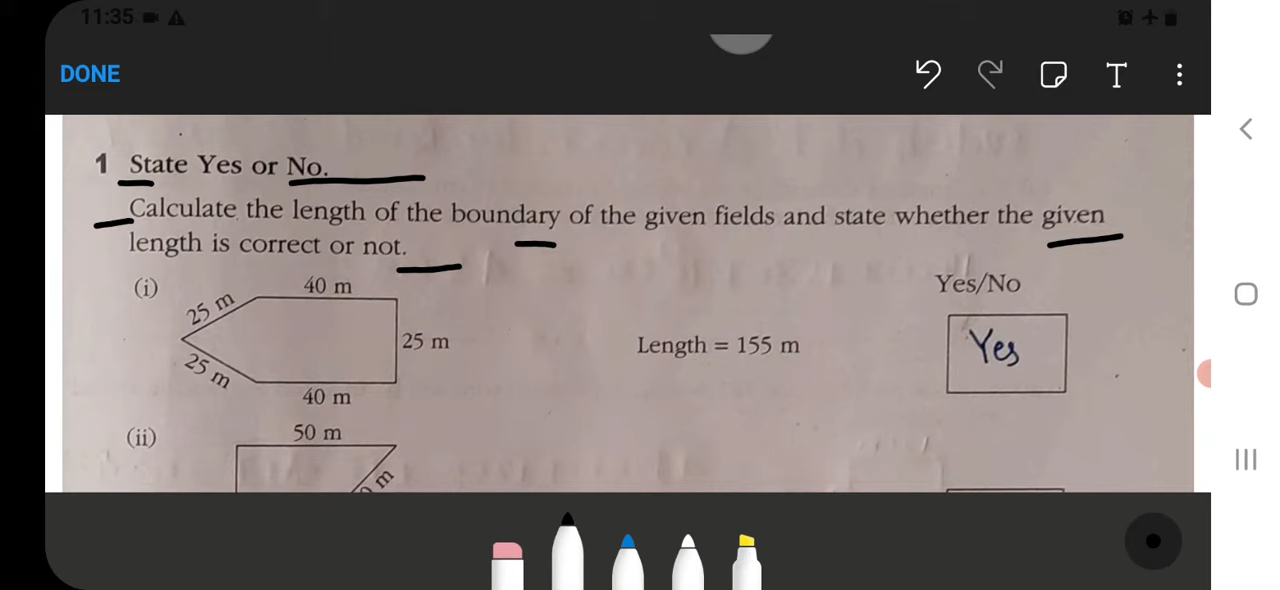 11:35
DONE
T
1 State Yes or No.
Calculate the length of the boundary of the given fields and state whether the given
length is correct or not.
(i)
40 m
Yes/No
25 m
25 m
Length = 155 m
Yes
25 m
40 m
(ii)
50 m
m